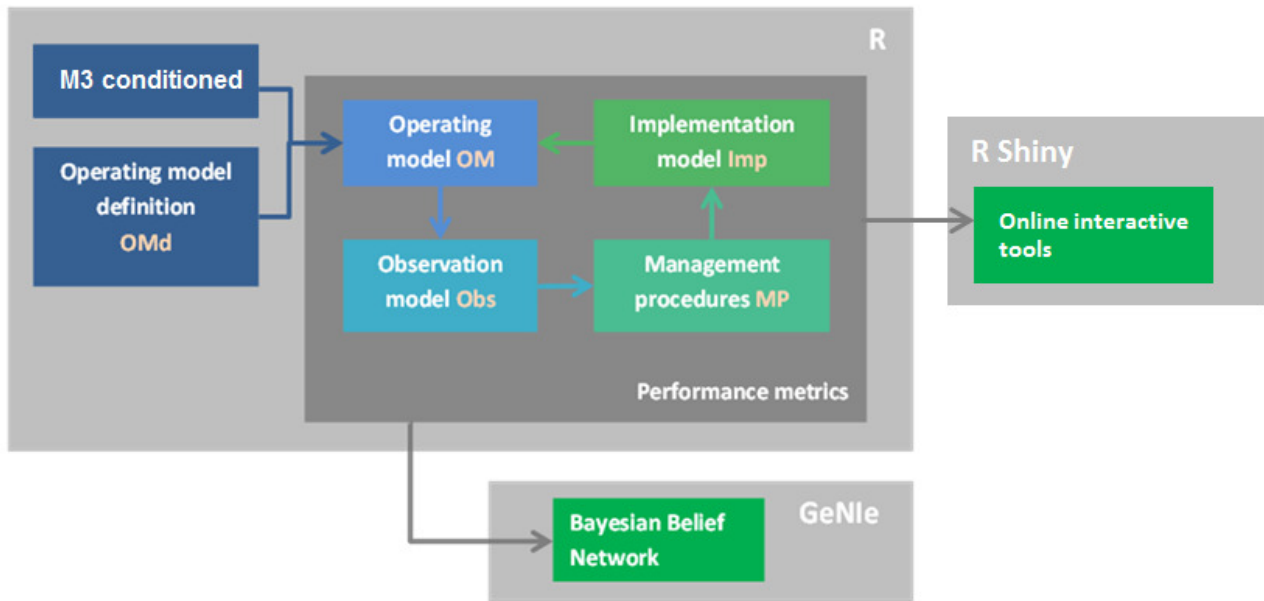 R
M3 conditioned
Operating model
definition
OMd
Operating
model OM
Implementation
model Imp
Observation
model Obs
Management
procedures MP
Performance metrics
R Shiny
Online interactive
tools
GeNIe
Bayesian Belief
Network